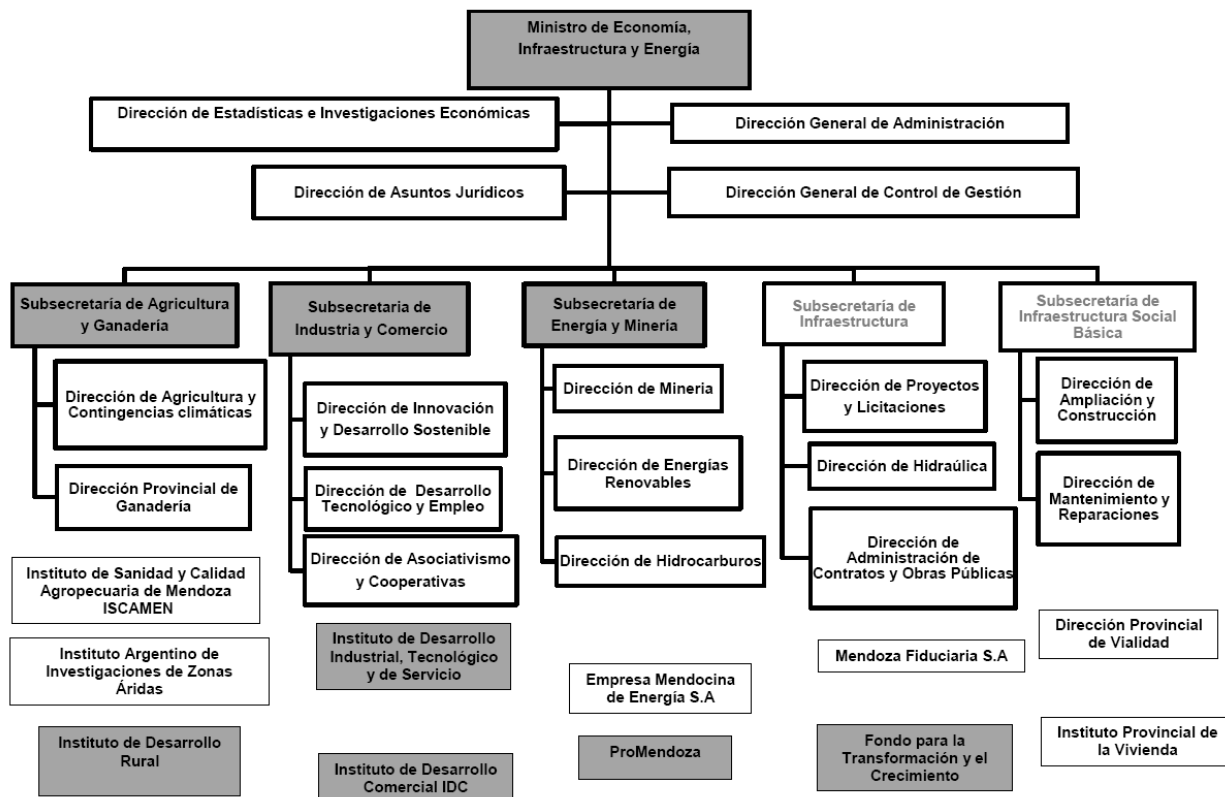 Ministro de Economía,
Infraestructura y Energía
Dirección de Estadísticas e Investigaciones Económicas
Dirección General de Administración
Dirección de Asuntos Jurídicos
Dirección General de Control de Gestión
Subsecretaría de Agricultura
y Ganadería
Subsecretaria de
Industria y Comercio
Subsecretaría de
Energía y Minería
Subsecretaría de
Infraestructura
Subsecretaría de
Infraestructura Social
Básica
Dirección de Agricultura y
Contingencias climáticas
Dirección Provincial de
Ganadería
Dirección de Innovación
y Desarrollo Sostenible
Dirección de Desarrollo
Tecnológico y Empleo
Dirección de Asociativismo
y Cooperativas
Dirección de Mineria
Dirección de Energías
Renovables
Dirección de Hidrocarburos
Dirección de Proyectos
y Licitaciones
Dirección de Hidraúlica
Dirección de
Administración de
Contratos y Obras Públicas
Dirección de
Ampliación y
Construcción
Dirección de
Mantenimiento y
Reparaciones
Instituto de Sanidad y Calidad
Agropecuaria de Mendoza
ISCAMEN
Instituto Argentino de
Investigaciones de Zonas
Áridas
Instituto de Desarrollo
Rural
Instituto de Desarrollo
Industrial, Tecnológico
y de Servicio
Instituto de Desarrollo
Comercial IDC
Empresa Mendocina
de Energía S.A
ProMendoza
Mendoza Fiduciaria S.A
Fondo para la
Transformación y el
Crecimiento
Dirección Provincial
de Vialidad
Instituto Provincial de
la Vivienda